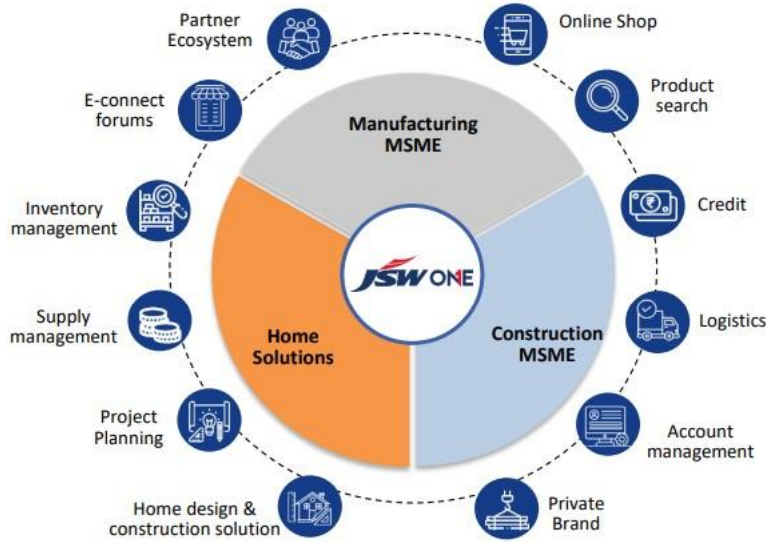 Partner
Ecosystem
Online Shop
E-connect
forums
Product
search
Manufacturing
MSME
Inventory
management
Credit
JSW ONE
Supply
management
Home
Solutions
Construction
MSME
Logistics
Project
Planning
Account
management
Home design &
construction solution
Private
Brand